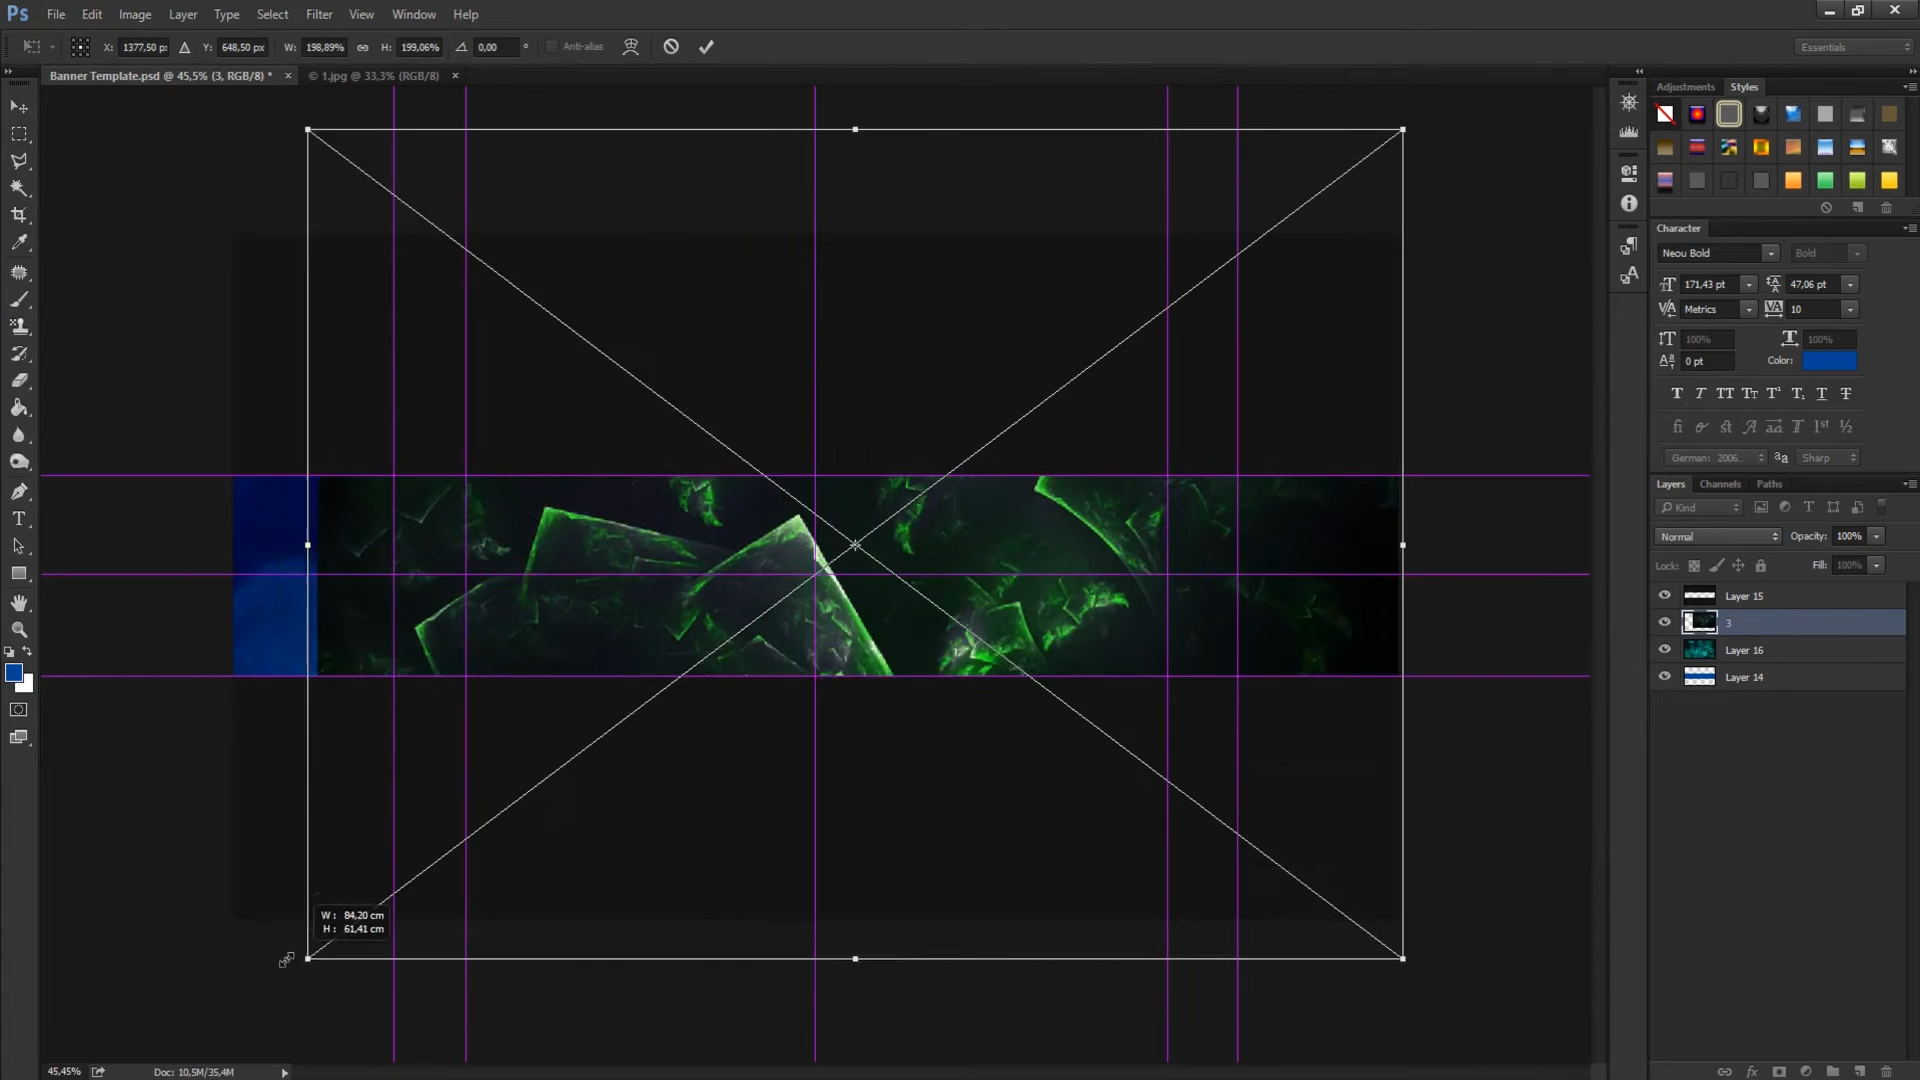 Ps File Edit Image Layer Type Select Filter View Window Help
X: 1377,50 px Y: 648,50 px W: 198,89% H: 199,06% 0,00 ° Anti-alias Essentials
Banner Template.psd @ 45,5% (3, RGB/8) * × © 1.jpg @ 33,3% (RGB/8) ×
Adjustments Styles
Character
Neou Bold Bold
171,43 pt 47,06 pt
Metrics 10
100% 100%
0 pt Color:
German: 2006... Sharp
Layers Channels Paths
Kind
Normal Opacity: 100%
Lock: Fill: 100%
Layer 15
3
Layer 16
Layer 14
W: 84,20 cm
H: 61,41 cm
45,45% Doc: 10,5M/35,4M